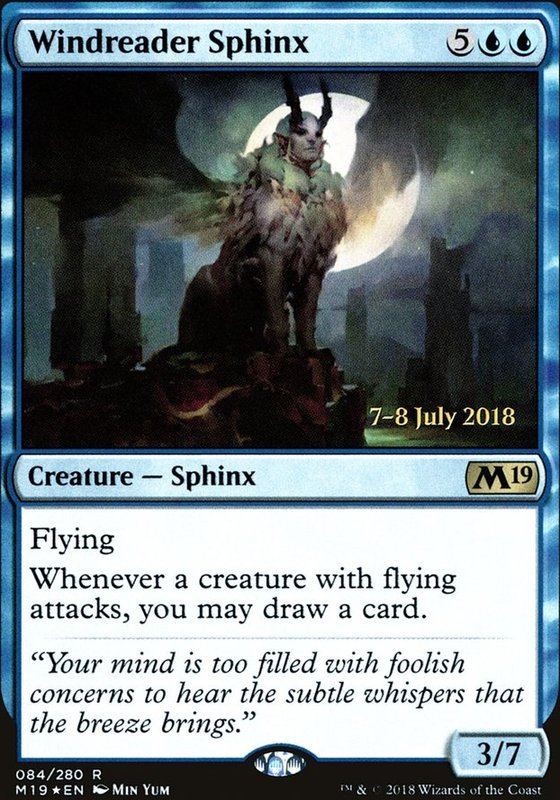 Windreader Sphinx 5
7–8 July 2018
Creature — Sphinx M19
Flying
Whenever a creature with flying
attacks, you may draw a card.
“Your mind is too filled with foolish
concerns to hear the subtle whispers that
the breeze brings.”
3/7
084/280 R
M19★EN Min Yum ™ & © 2018 Wizards of the Coast